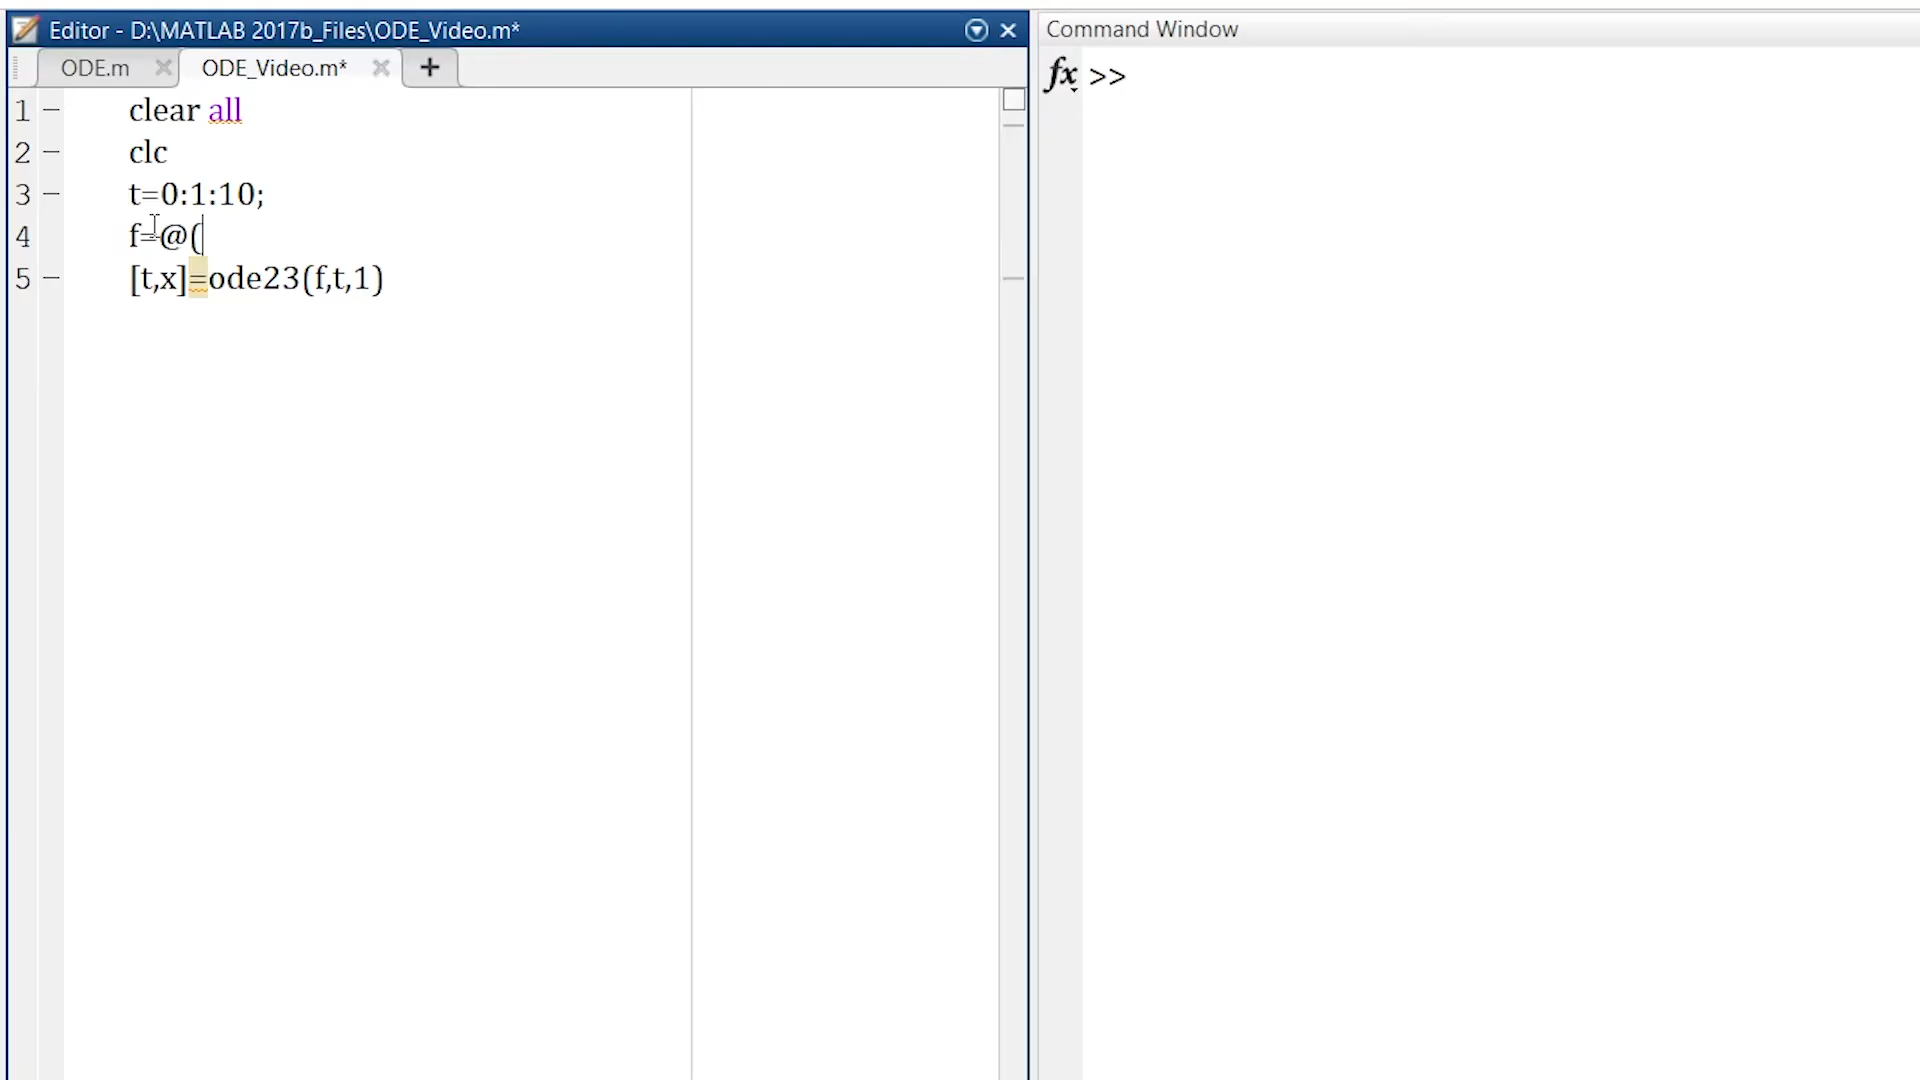 Editor - D:\MATLAB 2017b_Files\ODE_Video.m*
ODE.m ODE_Video.m* +
1 clear all
2 clc
3 t=0:1:10;
4 f=@(
5 [t,x]=ode23(f,t,1)
Command Window
fx >>